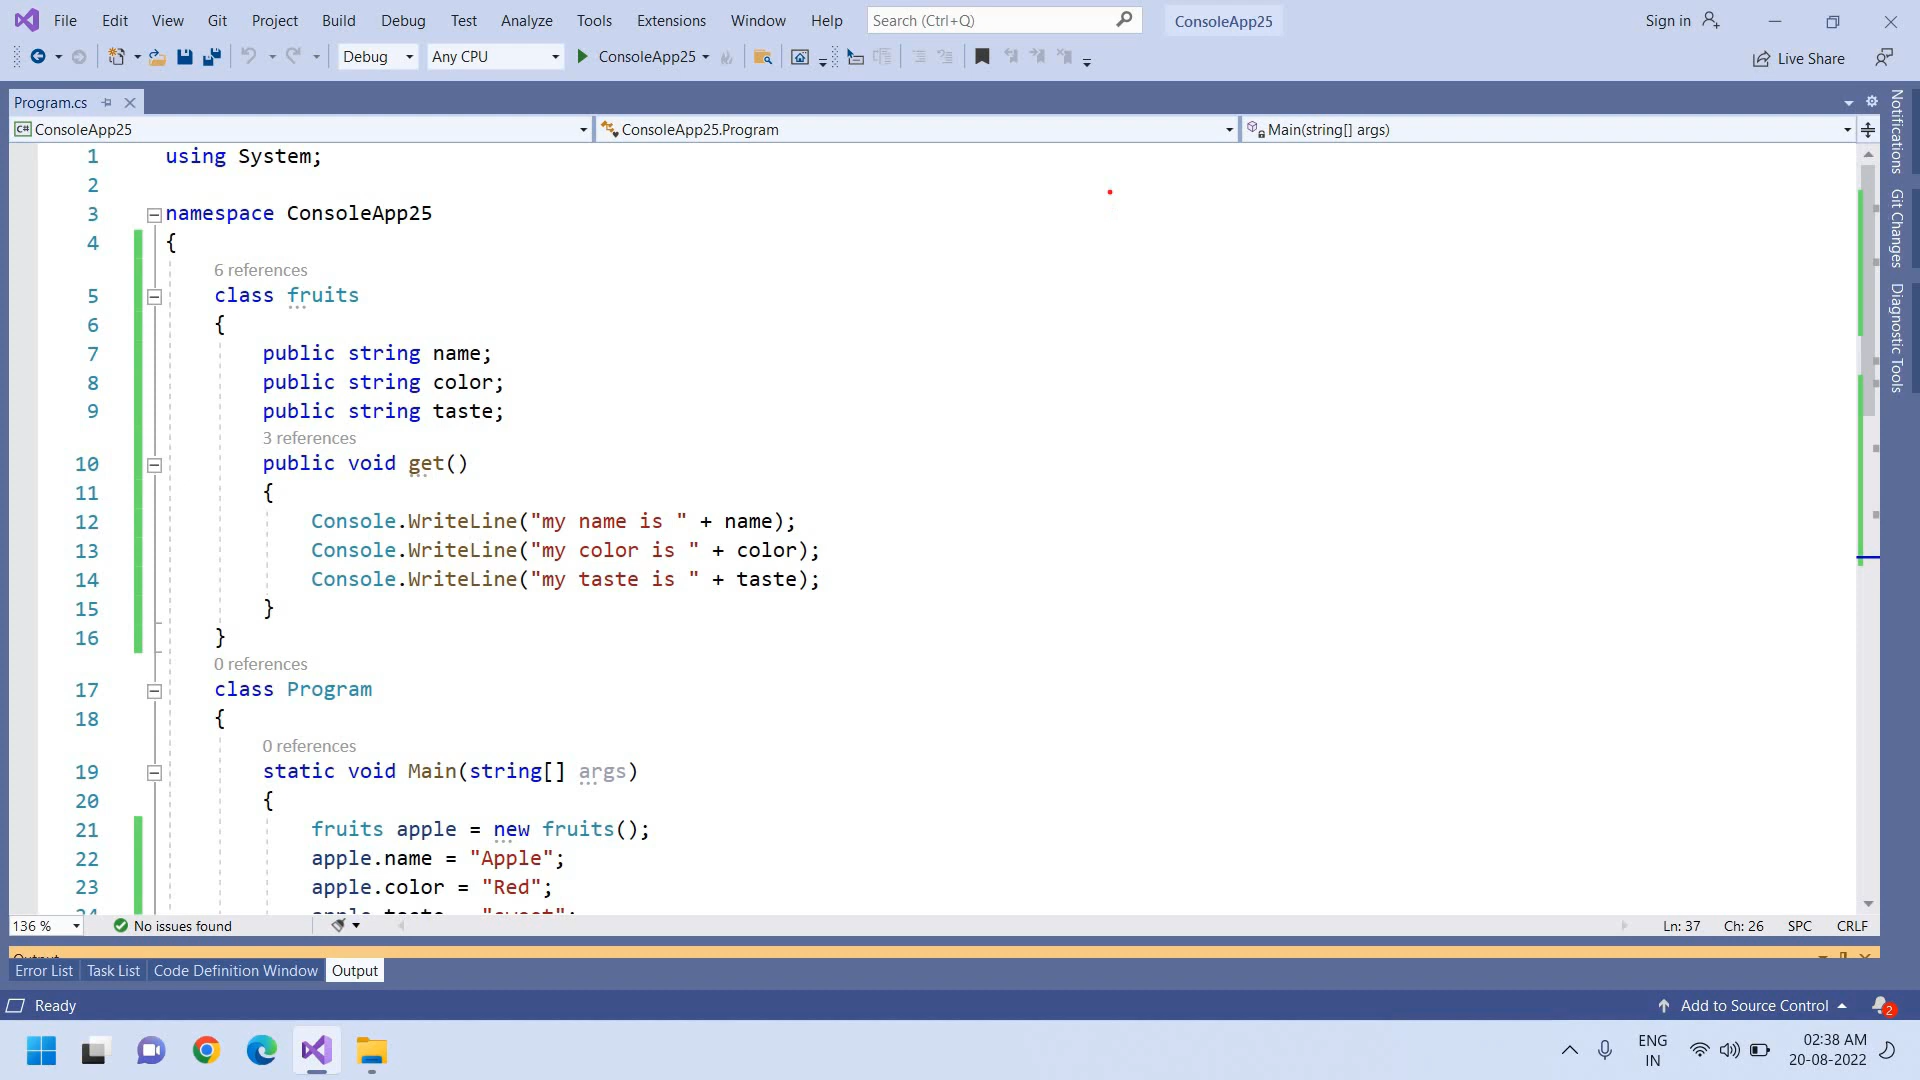 File Edit View Git Project Build Debug Test Analyze Tools Extensions Window Help Search (Ctrl+Q) ConsoleApp25 Sign in
Debug Any CPU ConsoleApp25 Live Share
Program.cs
C# ConsoleApp25 ConsoleApp25.Program Main(string[] args)
1 using System;
2
3 namespace ConsoleApp25
4 {
6 references
5 class fruits
6 {
7 public string name;
8 public string color;
9 public string taste;
3 references
10 public void get()
11 {
12 Console.WriteLine("my name is " + name);
13 Console.WriteLine("my color is " + color);
14 Console.WriteLine("my taste is " + taste);
15 }
16 }
0 references
17 class Program
18 {
0 references
19 static void Main(string[] args)
20 {
21 fruits apple = new fruits();
22 apple.name = "Apple";
23 apple.color = "Red";
24 apple.taste = "sweet";
Notifications
Git Changes
Diagnostic Tools
136 % No issues found Ln: 37 Ch: 26 SPC CRLF
Output
Error List Task List Code Definition Window Output
Ready Add to Source Control 2
ENG
IN
02:38 AM
20-08-2022